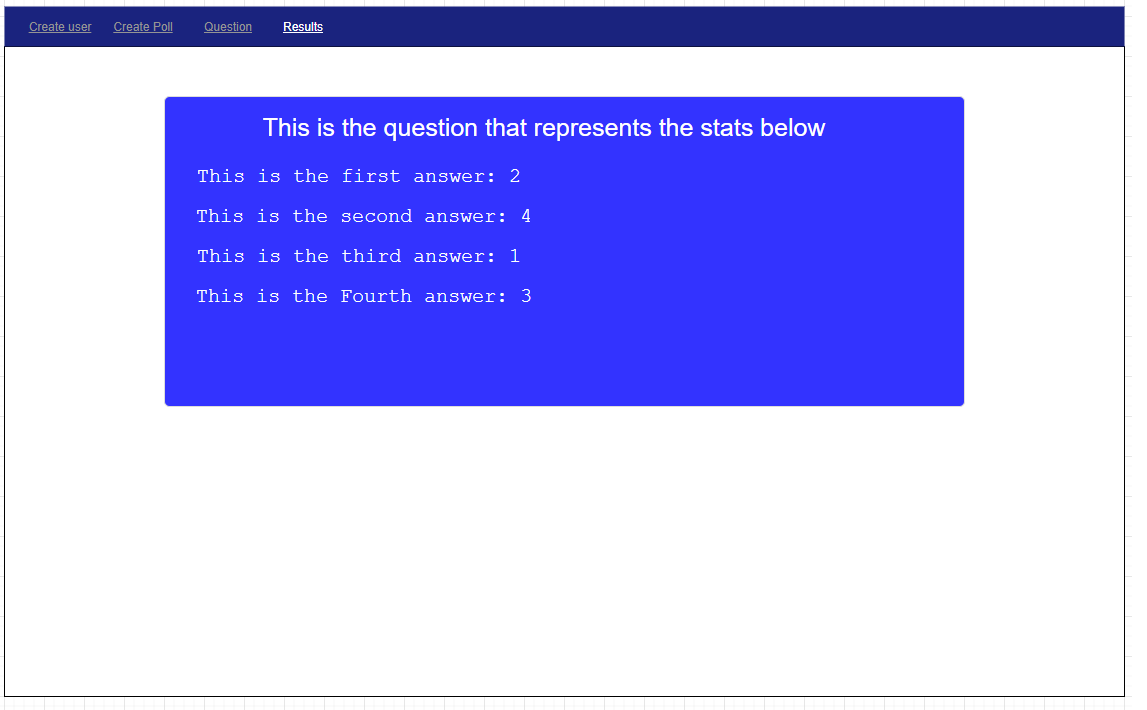 Create user Create Poll Question Results
This is the question that represents the stats below
This is the first answer: 2
This is the second answer: 4
This is the third answer: 1
This is the Fourth answer: 3